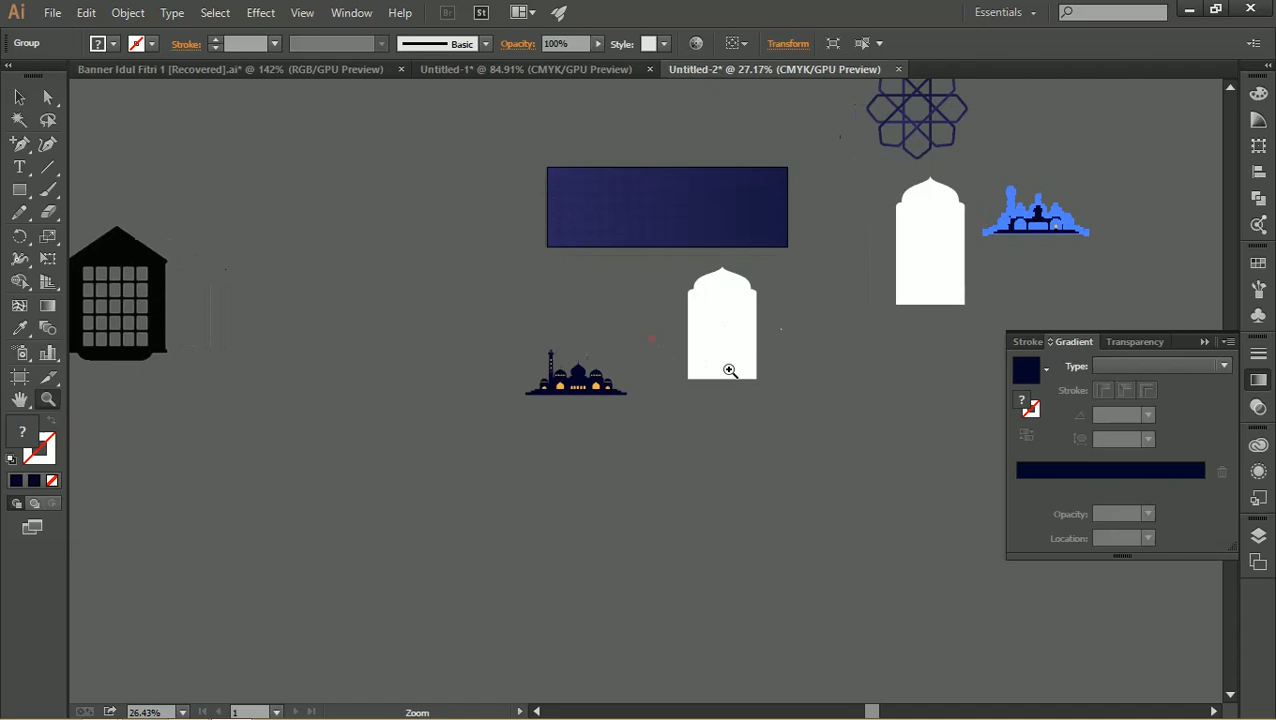 Ai File Edit Object Type Select Effect View Window Help Br St Essentials
Group ? Stroke: Basic Opacity: 100% Style: Transform
Banner Idul Fitri 1 [Recovered].ai* @ 142% (RGB/GPU Preview) × Untitled-1* @ 84.91% (CMYK/GPU Preview) × Untitled-2* @ 27.17% (CMYK/GPU Preview) ×
Stroke Gradient Transparency
Type:
Stroke:
?
?
Opacity:
Location:
26.43% 1 Zoom